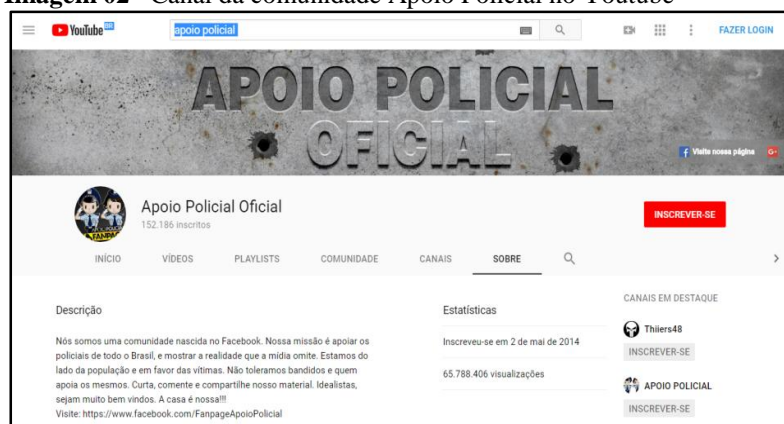 Imagem 02 - Canal da comunidade Apoio Policial no Youtube
YouTube BR
apoio policial
FAZER LOGIN
APOIO POLICIAL
OFICIAL
Visite nossa página
G+
Apoio Policial Oficial
152.186 inscritos
INSCREVER-SE
INÍCIO VÍDEOS PLAYLISTS COMUNIDADE CANAIS SOBRE
Descrição
Nós somos uma comunidade nascida no Facebook. Nossa missão é apoiar os
policiais de todo o Brasil, e mostrar a realidade que a mídia omite. Estamos do
lado da população e em favor das vítimas. Não toleramos bandidos e quem
apoia os mesmos. Curta, comente e compartilhe nosso material. Idealistas,
sejam muito bem vindos. A casa é nossa!!!
Visite: https://www.facebook.com/FanpageApoioPolicial
Estatísticas
Inscreveu-se em 2 de mai de 2014
65.788.406 visualizações
CANAIS EM DESTAQUE
Thiiers48
INSCREVER-SE
APOIO POLICIAL
INSCREVER-SE